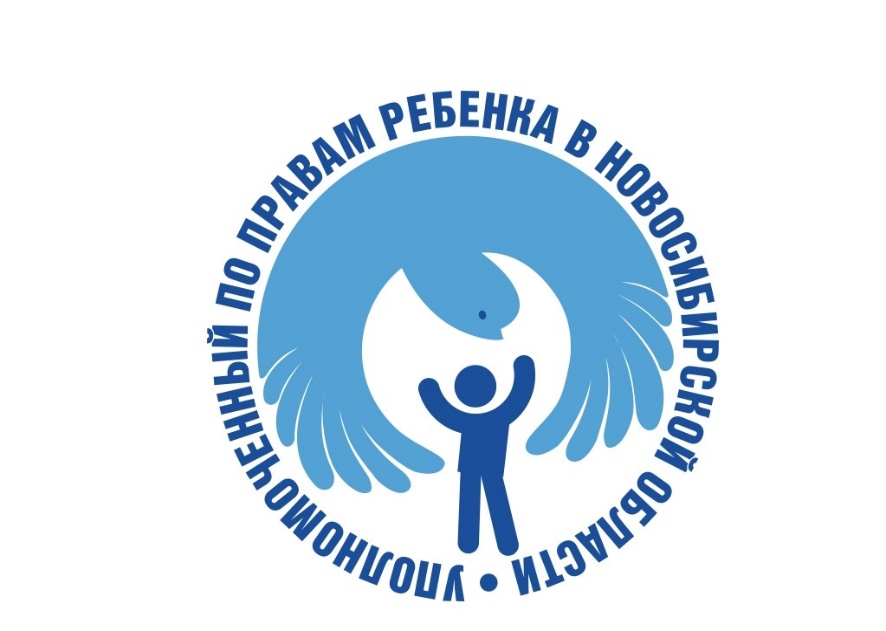 УПОЛНОМОЧЕННЫЙ ПО ПРАВАМ РЕБЕНКА В НОВОСИБИРСКОЙ ОБЛАСТИ •